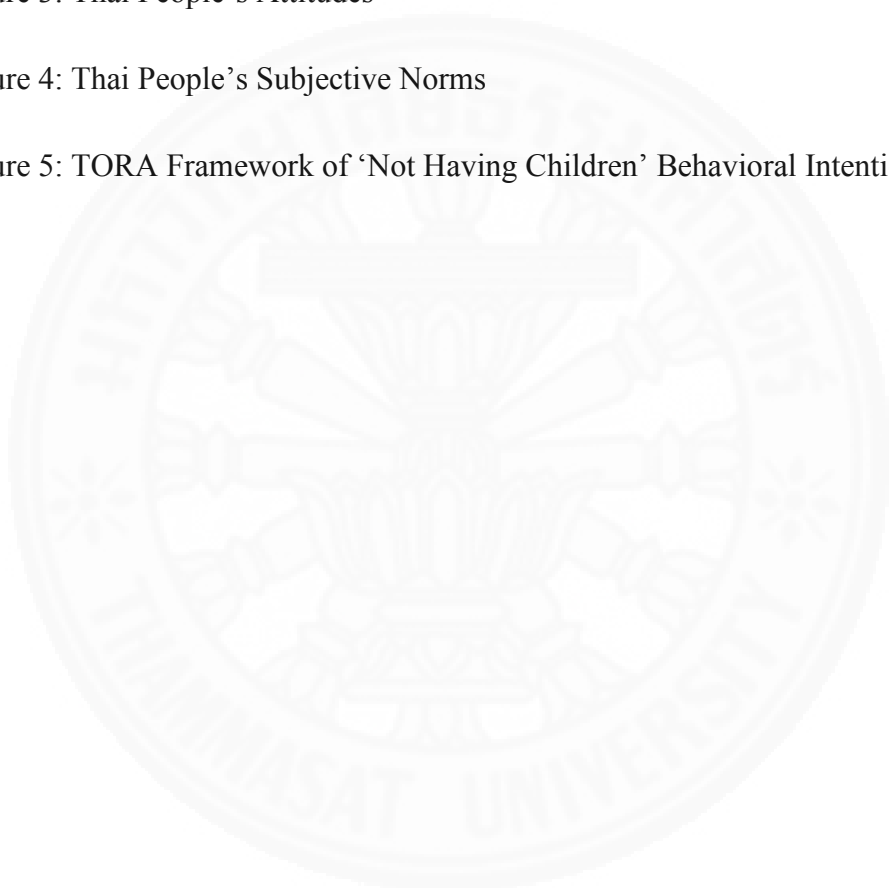 ure 3: Thai People's Attitudes
ure 4: Thai People's Subjective Norms
ure 5: TORA Framework of ‘Not Having Children’ Behavioral Intenti
THAMMASAT UNIVERSITY